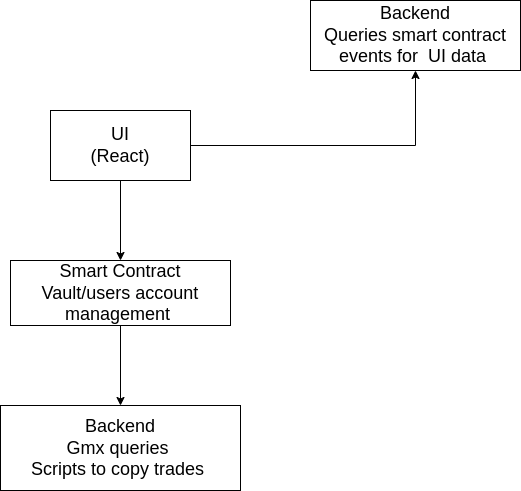 Backend
Queries smart contract
events for  UI data
UI
(React)
Smart Contract
Vault/users account
management
Backend
Gmx queries
Scripts to copy trades